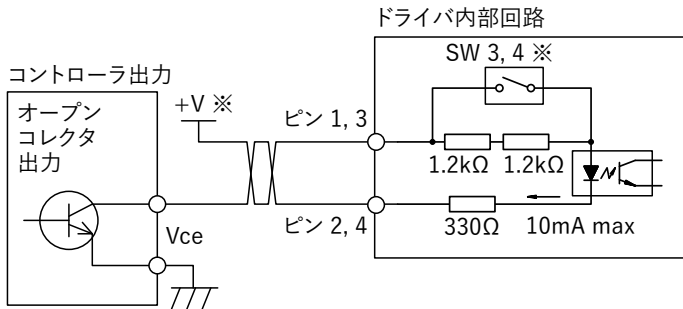 ドライバ内部回路
SW 3, 4 ※
コントローラ出力
+V ※
オープン
コレクタ
出力
ピン 1, 3
1.2kΩ
1.2kΩ
ピン 2, 4
Vce
330Ω
10mA max